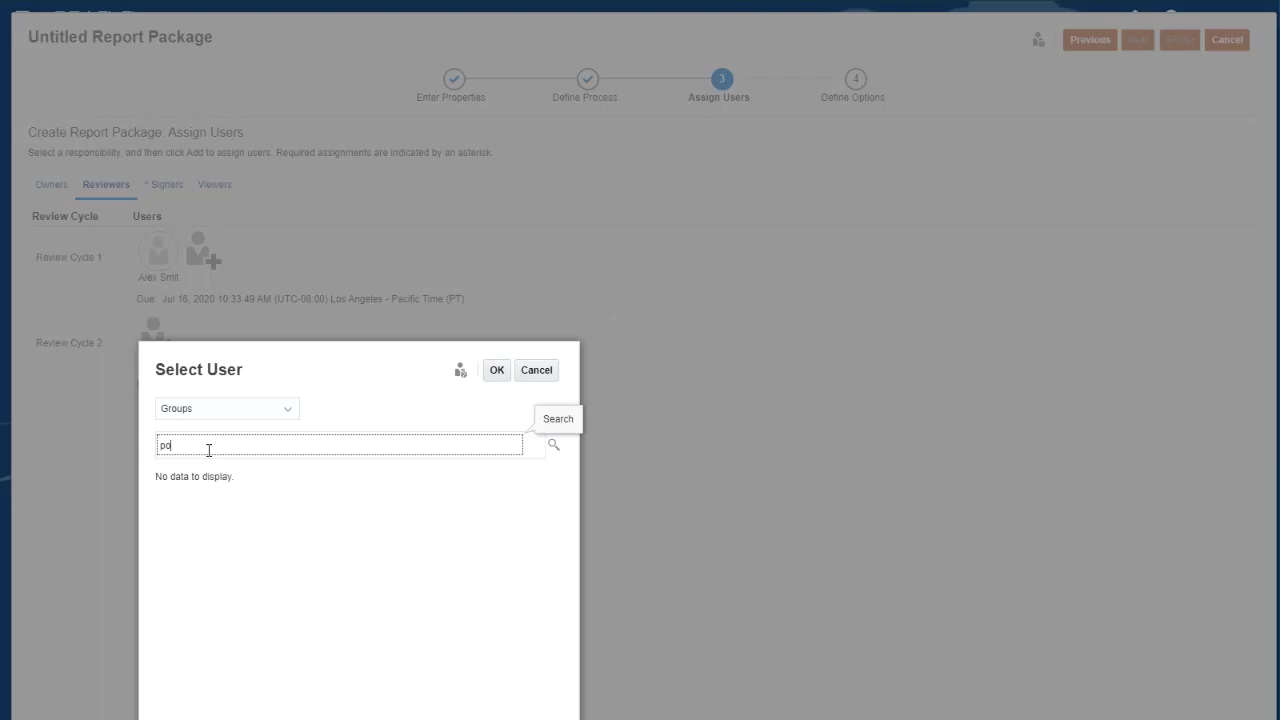 Untitled Report Package
Previous
Next
Finish
Cancel
3
4
Enter Properties
Define Process
Assign Users
Define Options
Create Report Package: Assign Users
Select a responsibility, and then click Add to assign users. Required assignments are indicated by an asterisk.
Owners
Reviewers
* Signers
Viewers
Review Cycle
Users
Review Cycle 1
Alex Smit
Due: Jul 16, 2020 10:33:49 AM (UTC-08:00) Los Angeles - Pacific Time (PT)
Review Cycle 2
Select User
OK
Cancel
Groups
Search
po
No data to display.